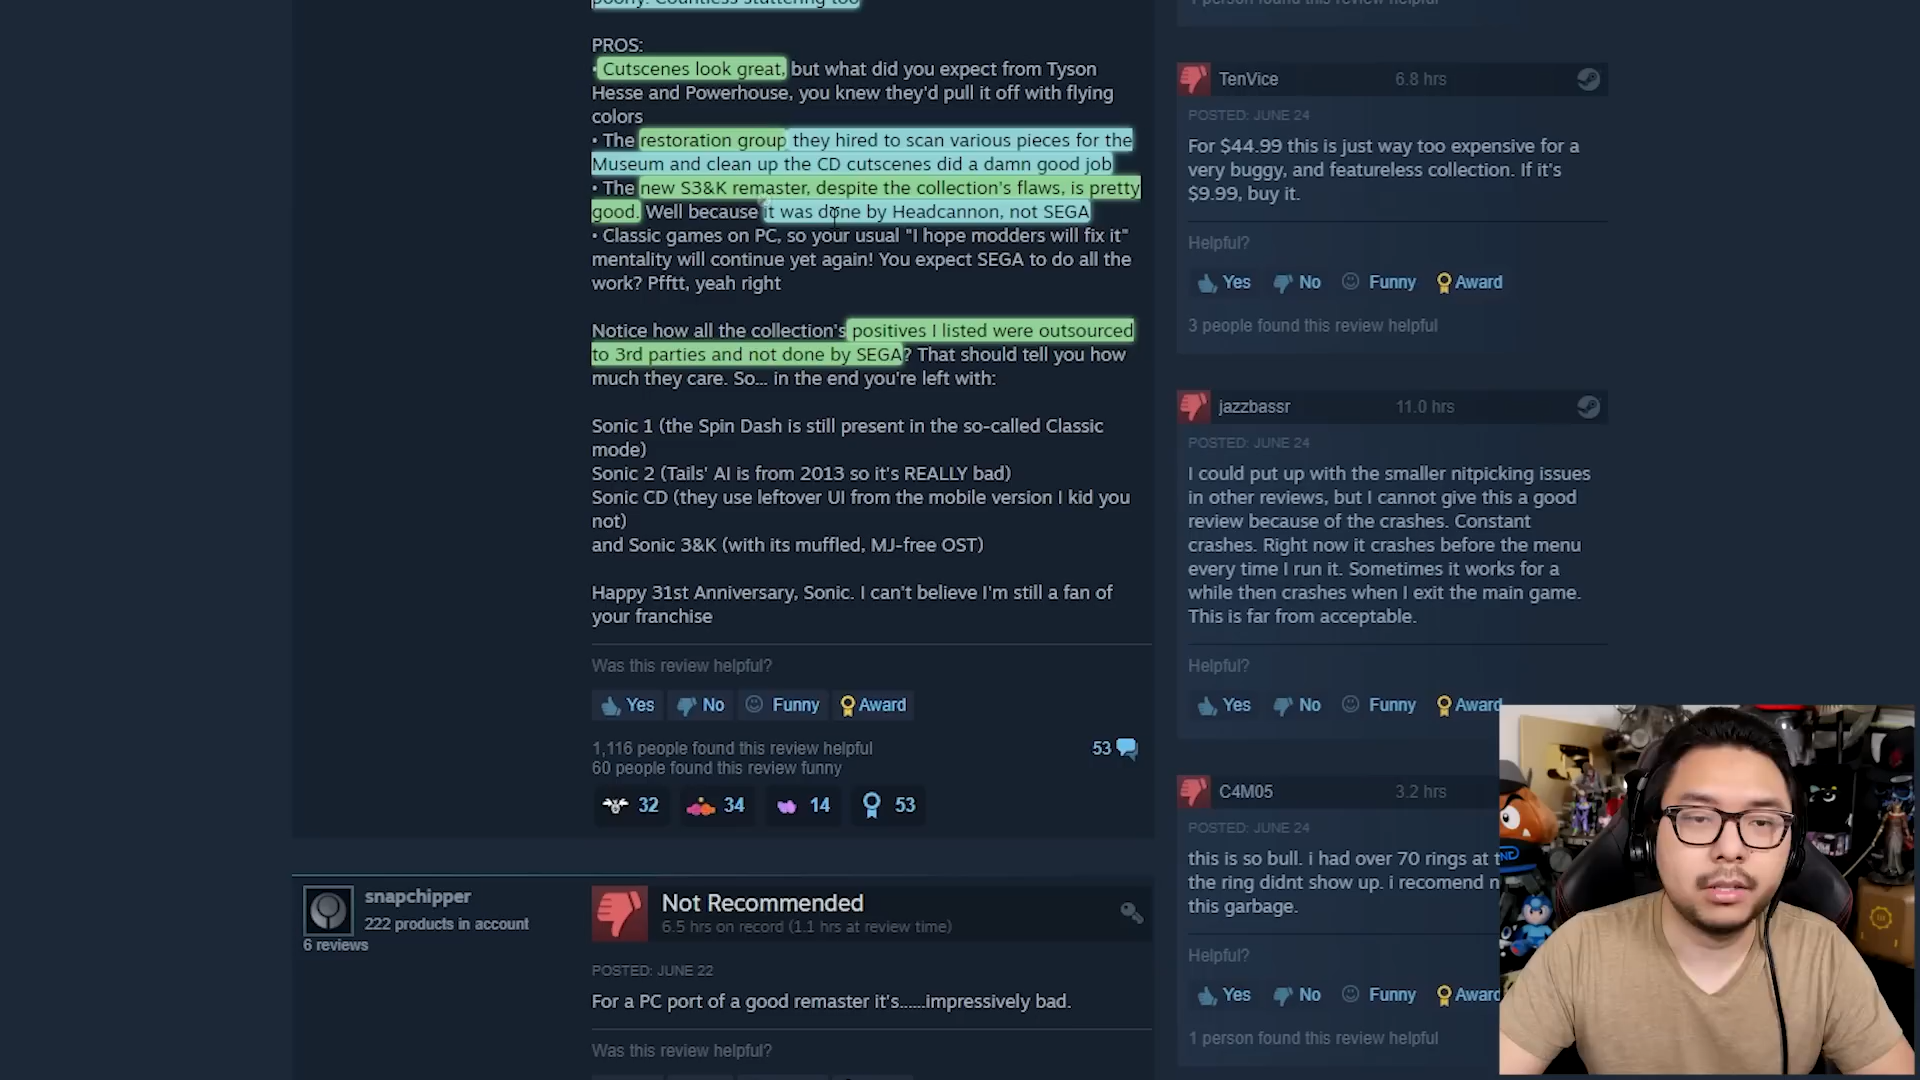 poorly. Countless stuttering too
PROS:
• Cutscenes look great, but what did you expect from Tyson
Hesse and Powerhouse, you knew they'd pull it off with flying
colors
• The restoration group they hired to scan various pieces for the
Museum and clean up the CD cutscenes did a damn good job
• The new S3&K remaster, despite the collection's flaws, is pretty
good. Well because it was done by Headcannon, not SEGA
• Classic games on PC, so your usual "I hope modders will fix it"
mentality will continue yet again! You expect SEGA to do all the
work? Pfftt, yeah right
Notice how all the collection's positives I listed were outsourced
to 3rd parties and not done by SEGA? That should tell you how
much they care. So... in the end you're left with:
Sonic 1 (the Spin Dash is still present in the so-called Classic
mode)
Sonic 2 (Tails' AI is from 2013 so it's REALLY bad)
Sonic CD (they use leftover UI from the mobile version I kid you
not)
and Sonic 3&K (with its muffled, MJ-free OST)
Happy 31st Anniversary, Sonic. I can't believe I'm still a fan of
your franchise
Was this review helpful?
Yes No Funny Award
1,116 people found this review helpful
60 people found this review funny
53
32 34 14 53
snapchipper
222 products in account
6 reviews
Not Recommended
6.5 hrs on record (1.1 hrs at review time)
POSTED: JUNE 22
For a PC port of a good remaster it's......impressively bad.
Was this review helpful?
1 person found this review helpful
TenVice 6.8 hrs
POSTED: JUNE 24
For $44.99 this is just way too expensive for a
very buggy, and featureless collection. If it's
$9.99, buy it.
Helpful?
Yes No Funny Award
3 people found this review helpful
jazzbassr 11.0 hrs
POSTED: JUNE 24
I could put up with the smaller nitpicking issues
in other reviews, but I cannot give this a good
review because of the crashes. Constant
crashes. Right now it crashes before the menu
every time I run it. Sometimes it works for a
while then crashes when I exit the main game.
This is far from acceptable.
Helpful?
Yes No Funny Award
C4M05 3.2 hrs
POSTED: JUNE 24
this is so bull. i had over 70 rings at t
the ring didnt show up. i recomend n
this garbage.
Helpful?
Yes No Funny Award
1 person found this review helpful